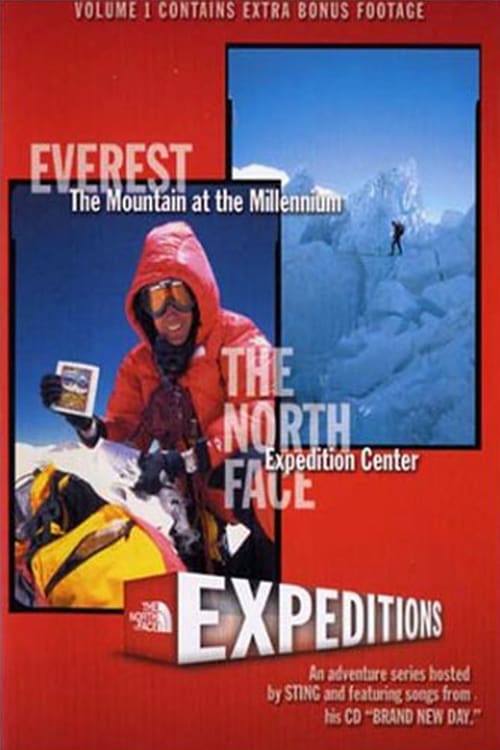 VOLUME 1 CONTAINS EXTRA BONUS FOOTAGE
EVEREST
The Mountain at the Millennium
THE
NORTH
Expedition Center
FACE
THE
NORTH
FACE
EXPEDITIONS
An adventure series hosted
by STING and featuring songs from
his CD "BRAND NEW DAY."